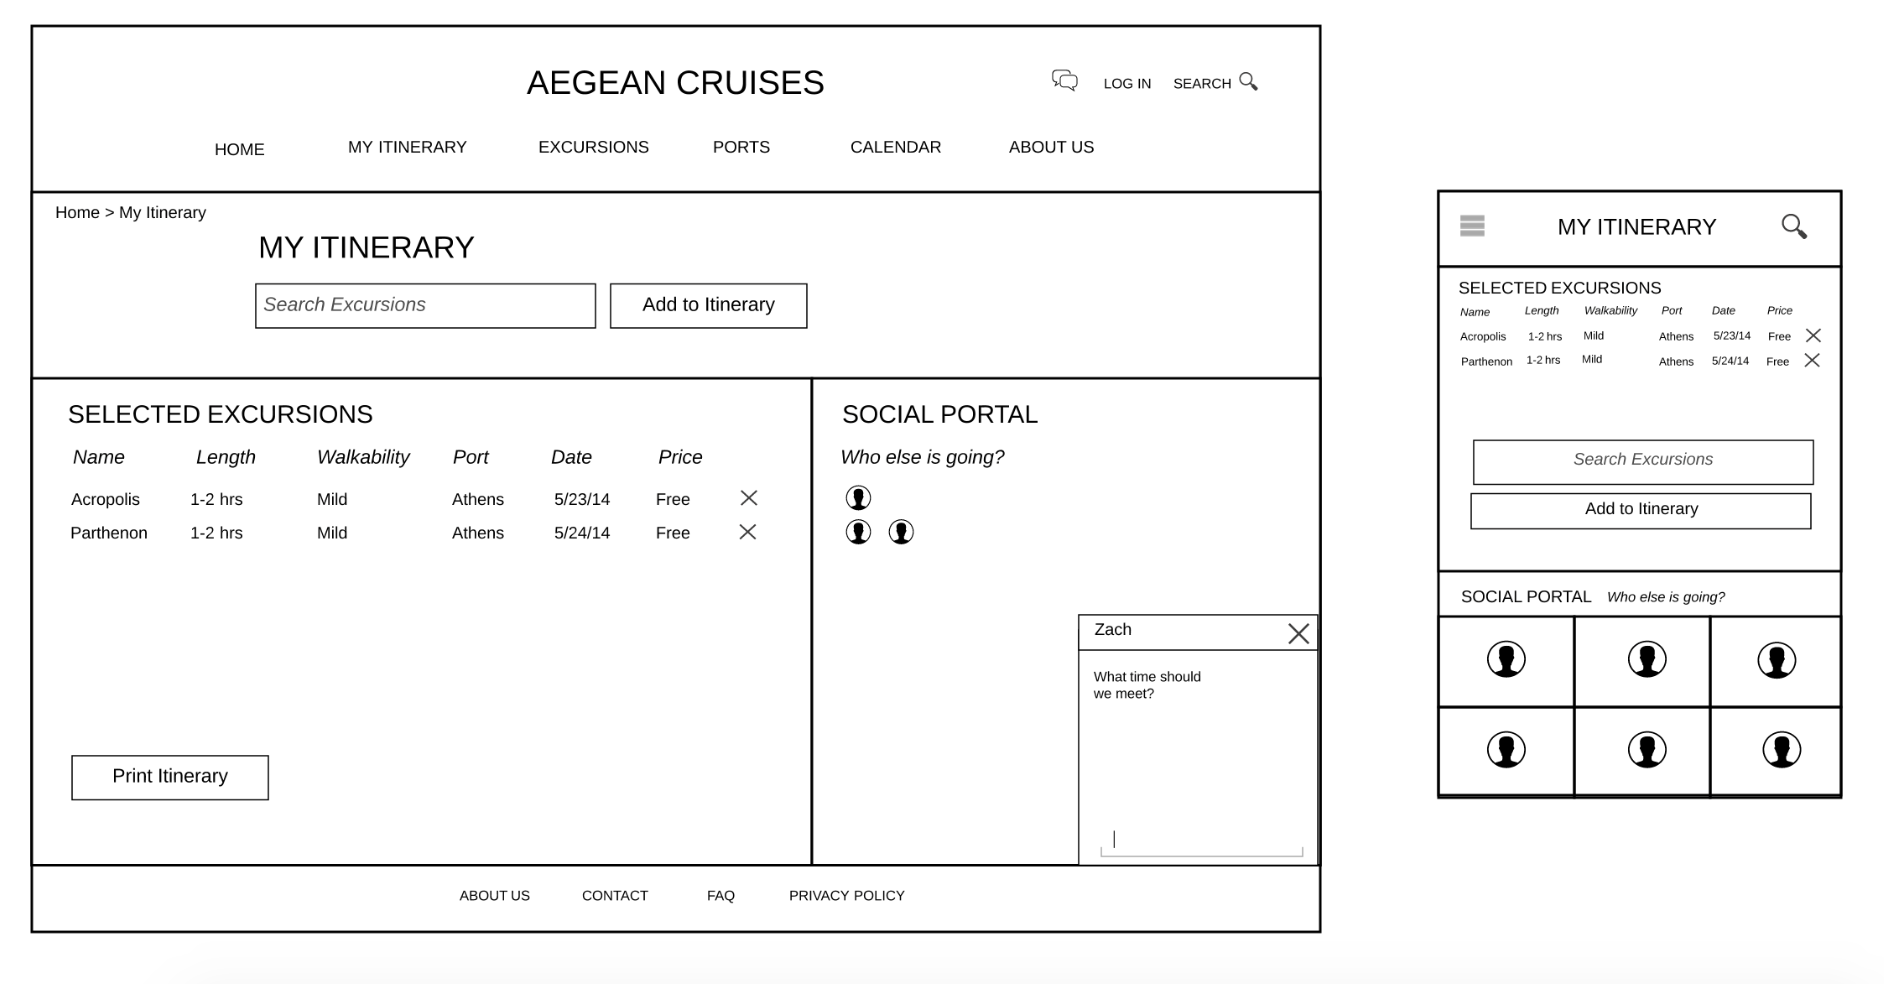 AEGEAN CRUISES
LOG IN SEARCH
HOME MY ITINERARY EXCURSIONS PORTS CALENDAR ABOUT US
Home > My Itinerary
MY ITINERARY
Search Excursions Add to Itinerary
SELECTED EXCURSIONS
Name Length Walkability Port Date Price
Acropolis 1-2 hrs Mild Athens 5/23/14 Free
Parthenon 1-2 hrs Mild Athens 5/24/14 Free
Print Itinerary
SOCIAL PORTAL
Who else is going?
Zach
What time should
we meet?
ABOUT US CONTACT FAQ PRIVACY POLICY
MY ITINERARY
SELECTED EXCURSIONS
Name Length Walkability Port Date Price
Acropolis 1-2 hrs Mild Athens 5/23/14 Free
Parthenon 1-2 hrs Mild Athens 5/24/14 Free
Search Excursions
Add to Itinerary
SOCIAL PORTAL Who else is going?